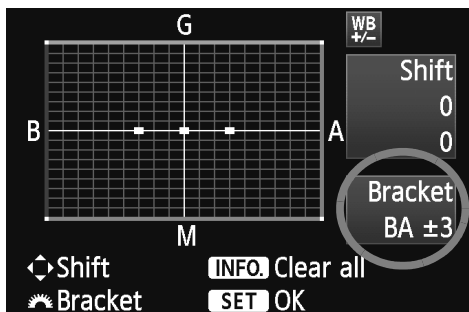 G
WB
+/-
Shift
0
0
B
A
Bracket
BA ±3
M
Shift
INFO. Clear all
Bracket
SET OK